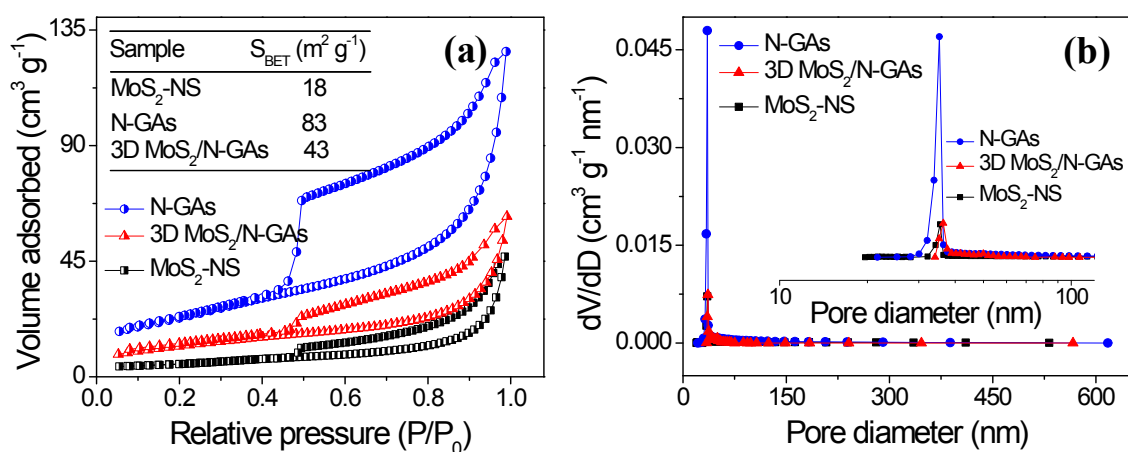 (a)
Sample S_BET (m² g⁻¹)
MoS₂-NS 18
N-GAs 83
3D MoS₂/N-GAs 43
N-GAs
3D MoS₂/N-GAs
MoS₂-NS
135
90
45
0
Volume adsorbed (cm³ g⁻¹)
0.0 0.2 0.4 0.6 0.8 1.0
Relative pressure (P/P₀)
(b)
N-GAs
3D MoS₂/N-GAs
MoS₂-NS
N-GAs
3D MoS₂/N-GAs
MoS₂-NS
10 100
Pore diameter (nm)
0.045
0.030
0.015
0.000
dV/dD (cm³ g⁻¹ nm⁻¹)
0 150 300 450 600
Pore diameter (nm)